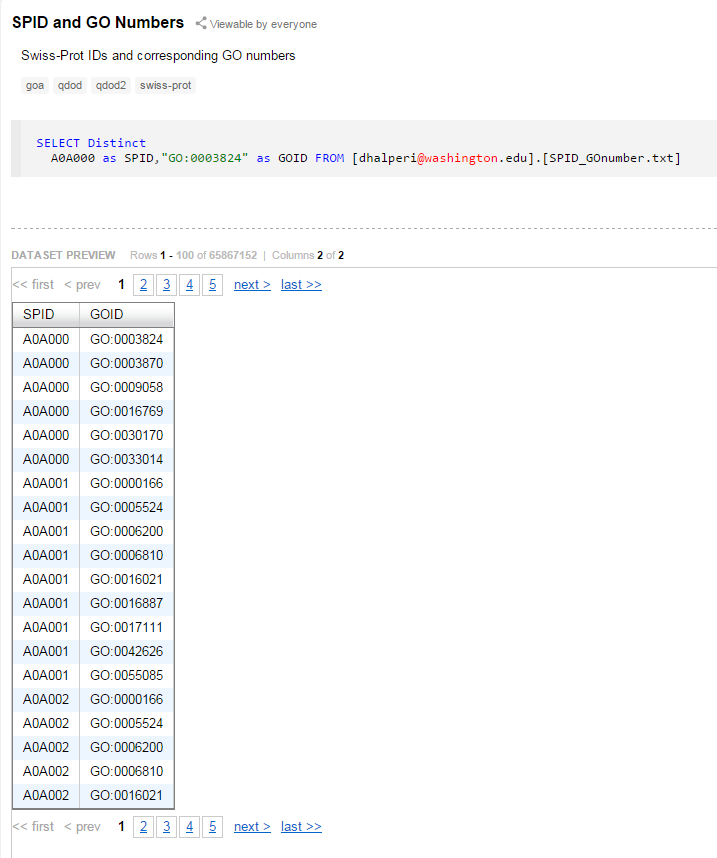 SPID and GO Numbers Viewable by everyone
Swiss-Prot IDs and corresponding GO numbers
goa qdod qdod2 swiss-prot
SELECT Distinct
A0A000 as SPID,"GO:0003824" as GOID FROM [dhalperi@washington.edu].[SPID_GOnumber.txt]
DATASET PREVIEW Rows 1 - 100 of 65867152 | Columns 2 of 2
<< first < prev 1 2 3 4 5 next > last >>
SPID GOID
A0A000 GO:0003824
A0A000 GO:0003870
A0A000 GO:0009058
A0A000 GO:0016769
A0A000 GO:0030170
A0A000 GO:0033014
A0A001 GO:0000166
A0A001 GO:0005524
A0A001 GO:0006200
A0A001 GO:0006810
A0A001 GO:0016021
A0A001 GO:0016887
A0A001 GO:0017111
A0A001 GO:0042626
A0A001 GO:0055085
A0A002 GO:0000166
A0A002 GO:0005524
A0A002 GO:0006200
A0A002 GO:0006810
A0A002 GO:0016021
<< first < prev 1 2 3 4 5 next > last >>